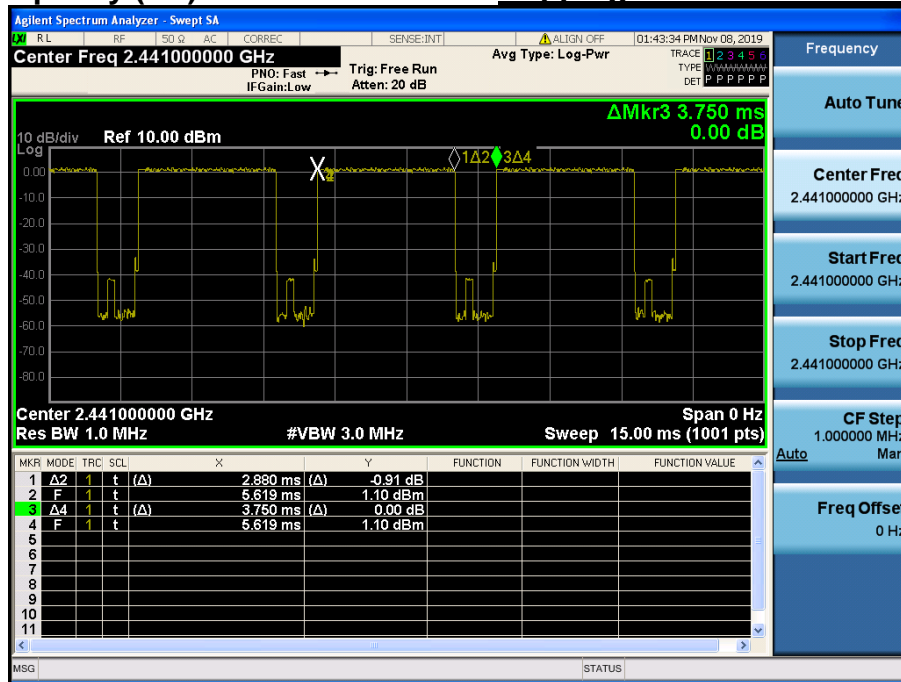 Agilent Spectrum Analyzer - Swept SA
LXI RL RF 50 Ω AC CORREC SENSE:INT ALIGN OFF 01:43:34 PM Nov 08, 2019
Center Freq 2.441000000 GHz Avg Type: Log-Pwr TRACE 1 2 3 4 5 6
PNO: Fast Trig: Free Run TYPE WWWWWW
IFGain:Low Atten: 20 dB DET P P P P P P
ΔMkr3 3.750 ms
10 dB/div Ref 10.00 dBm 0.00 dB
Log
1Δ2 3Δ4
0.00
-10.0
-20.0
-30.0
-40.0
-50.0
-60.0
-70.0
-80.0
Center 2.441000000 GHz Span 0 Hz
Res BW 1.0 MHz #VBW 3.0 MHz Sweep 15.00 ms (1001 pts)
MKR MODE TRC SCL X Y FUNCTION FUNCTION WIDTH FUNCTION VALUE
1 Δ2 1 t (Δ) 2.880 ms (Δ) -0.91 dB
2 F 1 t 5.619 ms 1.10 dBm
3 Δ4 1 t (Δ) 3.750 ms (Δ) 0.00 dB
4 F 1 t 5.619 ms 1.10 dBm
5
6
7
8
9
10
11
MSG STATUS
Frequency
Auto Tune
Center Freq
2.441000000 GHz
Start Freq
2.441000000 GHz
Stop Freq
2.441000000 GHz
CF Step
1.000000 MHz
Auto Man
Freq Offset
0 Hz